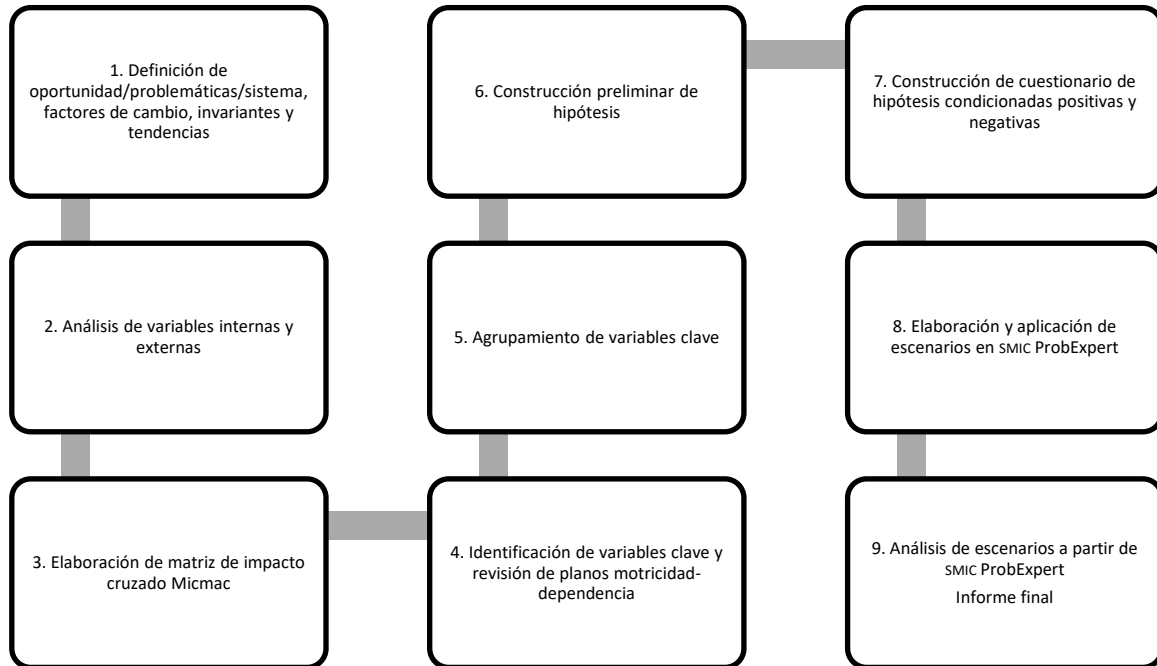 1. Definición de
oportunidad/problemáticas/sistema,
factores de cambio, invariantes y
tendencias
2. Análisis de variables internas y
externas
3. Elaboración de matriz de impacto
cruzado Micmac
4. Identificación de variables clave y
revisión de planos motricidad-
dependencia
5. Agrupamiento de variables clave
6. Construcción preliminar de
hipótesis
7. Construcción de cuestionario de
hipótesis condicionadas positivas y
negativas
8. Elaboración y aplicación de
escenarios en SMIC ProbExpert
9. Análisis de escenarios a partir de
SMIC ProbExpert
Informe final